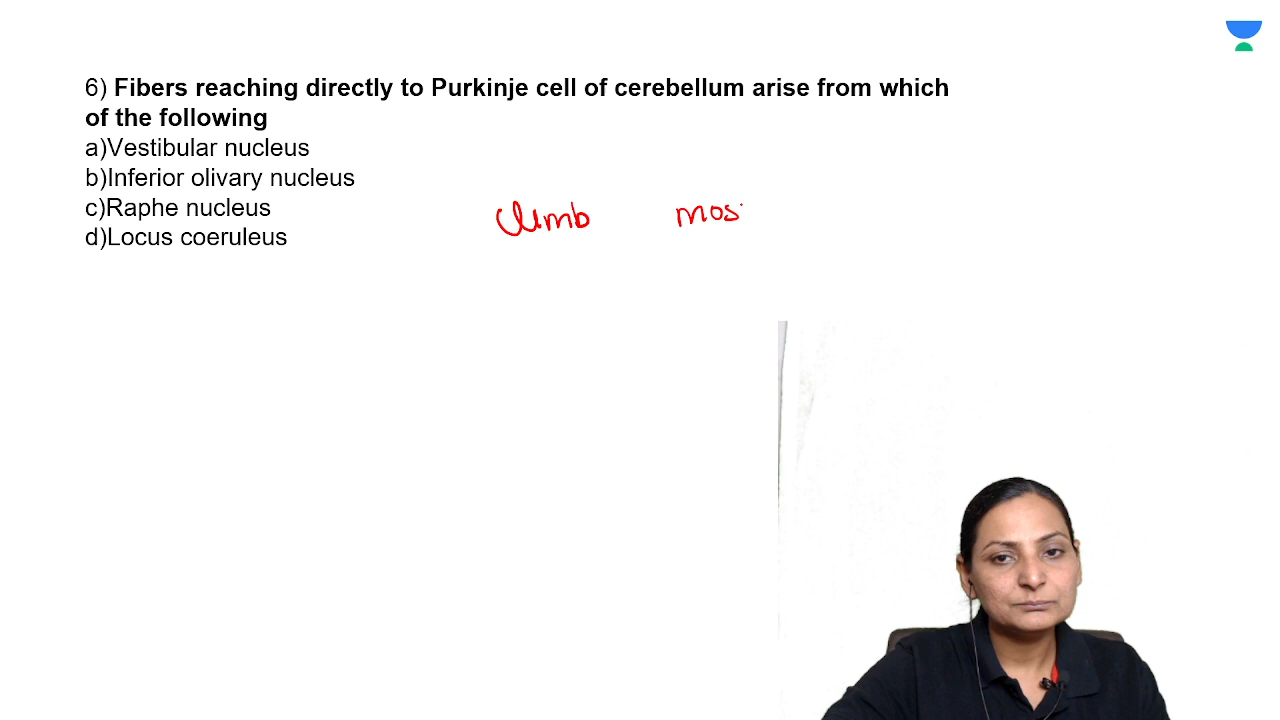 6) Fibers reaching directly to Purkinje cell of cerebellum arise from which
of the following
a)Vestibular nucleus
b)Inferior olivary nucleus
c)Raphe nucleus
d)Locus coeruleus
Climb mos